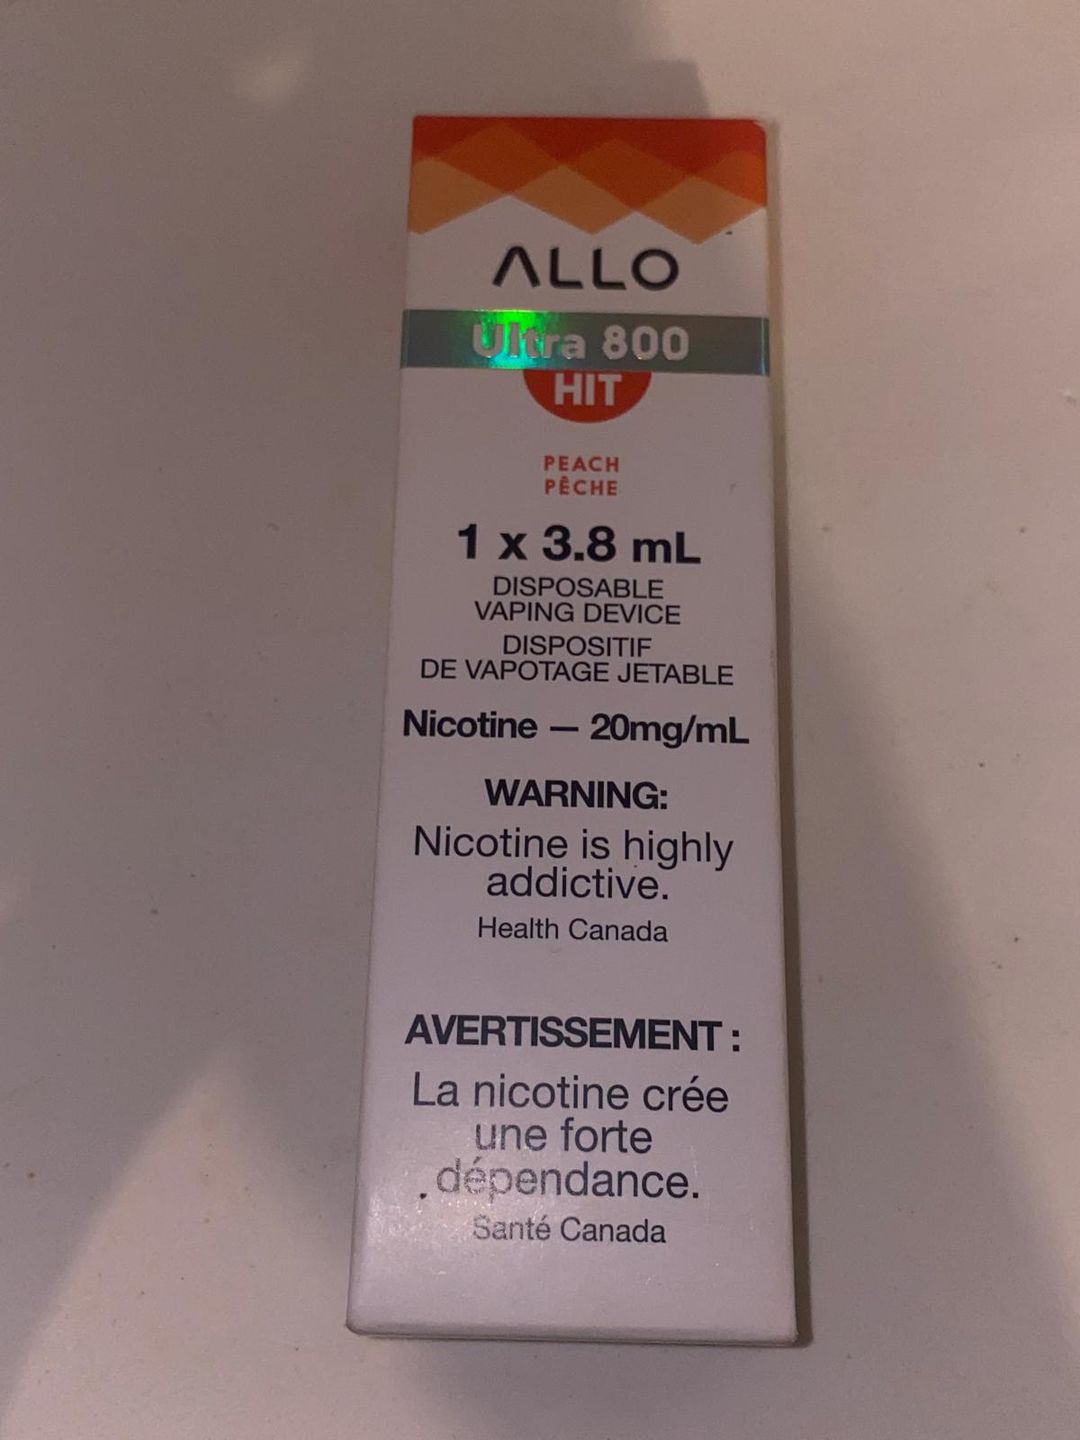 ALLO
Ultra 800
HIT
PEACH
PÊCHE
1 x 3.8 mL
DISPOSABLE
VAPING DEVICE
DISPOSITIF
DE VAPOTAGE JETABLE
Nicotine — 20mg/mL
WARNING:
Nicotine is highly
addictive.
Health Canada
AVERTISSEMENT :
La nicotine crée
une forte
dépendance.
Santé Canada